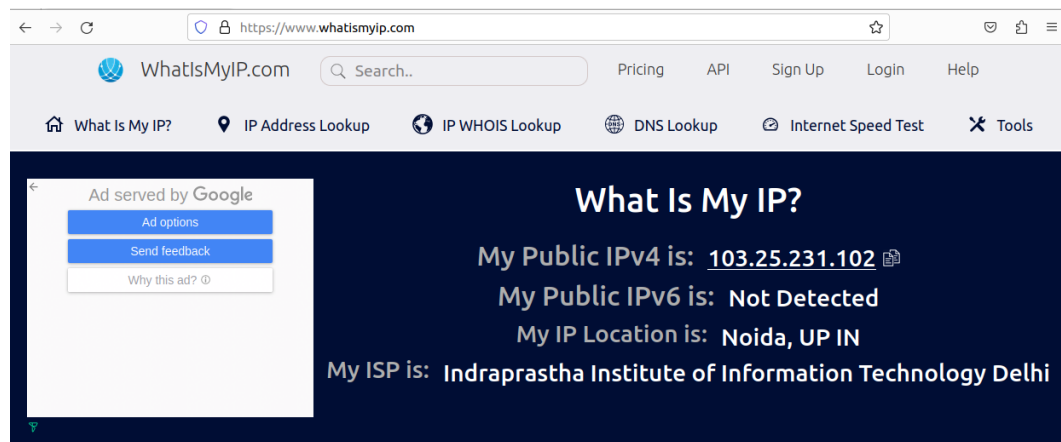 https://www.whatismyip.com
WhatIsMyIP.com Search.. Pricing API Sign Up Login Help
What Is My IP? IP Address Lookup IP WHOIS Lookup DNS DNS Lookup Internet Speed Test Tools
Ad served by Google
Ad options
Send feedback
Why this ad?
What Is My IP?
My Public IPv4 is: 103.25.231.102
My Public IPv6 is: Not Detected
My IP Location is: Noida, UP IN
My ISP is: Indraprastha Institute of Information Technology Delhi